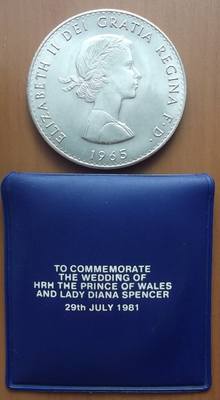 ELIZABETH II DEI GRATIA REGINA F.D.
1965
TO COMMEMORATE
THE WEDDING OF
HRH THE PRINCE OF WALES
AND LADY DIANA SPENCER
29th JULY 1981